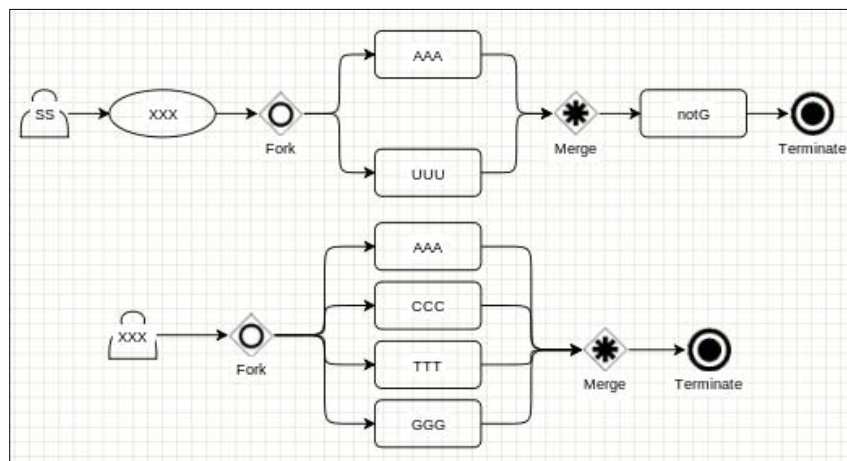 AAA
SS
XXX
notG
Fork
Merge
Terminate
UUU
AAA
CCC
XXX
Fork
TTT
Merge
Terminate
GGG